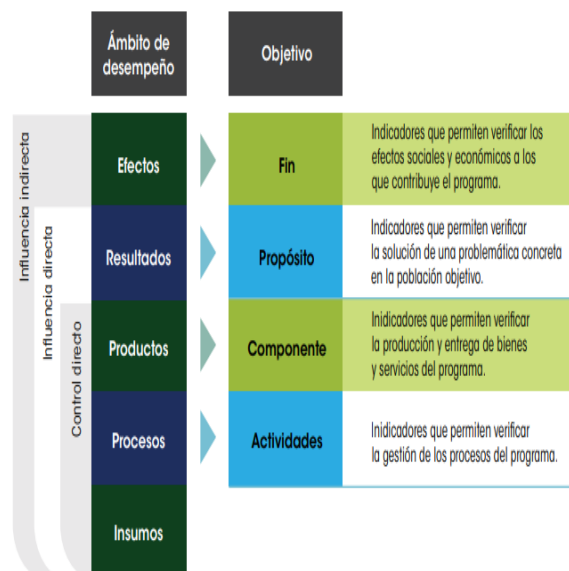 Ámbito de
desempeño
Objetivo
Influencia indirecta
Influencia directa
Control directo
Efectos
Fin
Indicadores que permiten verificar los
efectos sociales y económicos a los
que contribuye el programa.
Resultados
Propósito
Indicadores que permiten verificar
la solución de una problemática concreta
en la población objetivo.
Productos
Componente
Inidicadores que permiten verificar
la producción y entrega de bienes
y servicios del programa.
Procesos
Actividades
Inidicadores que permiten verificar
la gestión de los procesos del programa.
Insumos